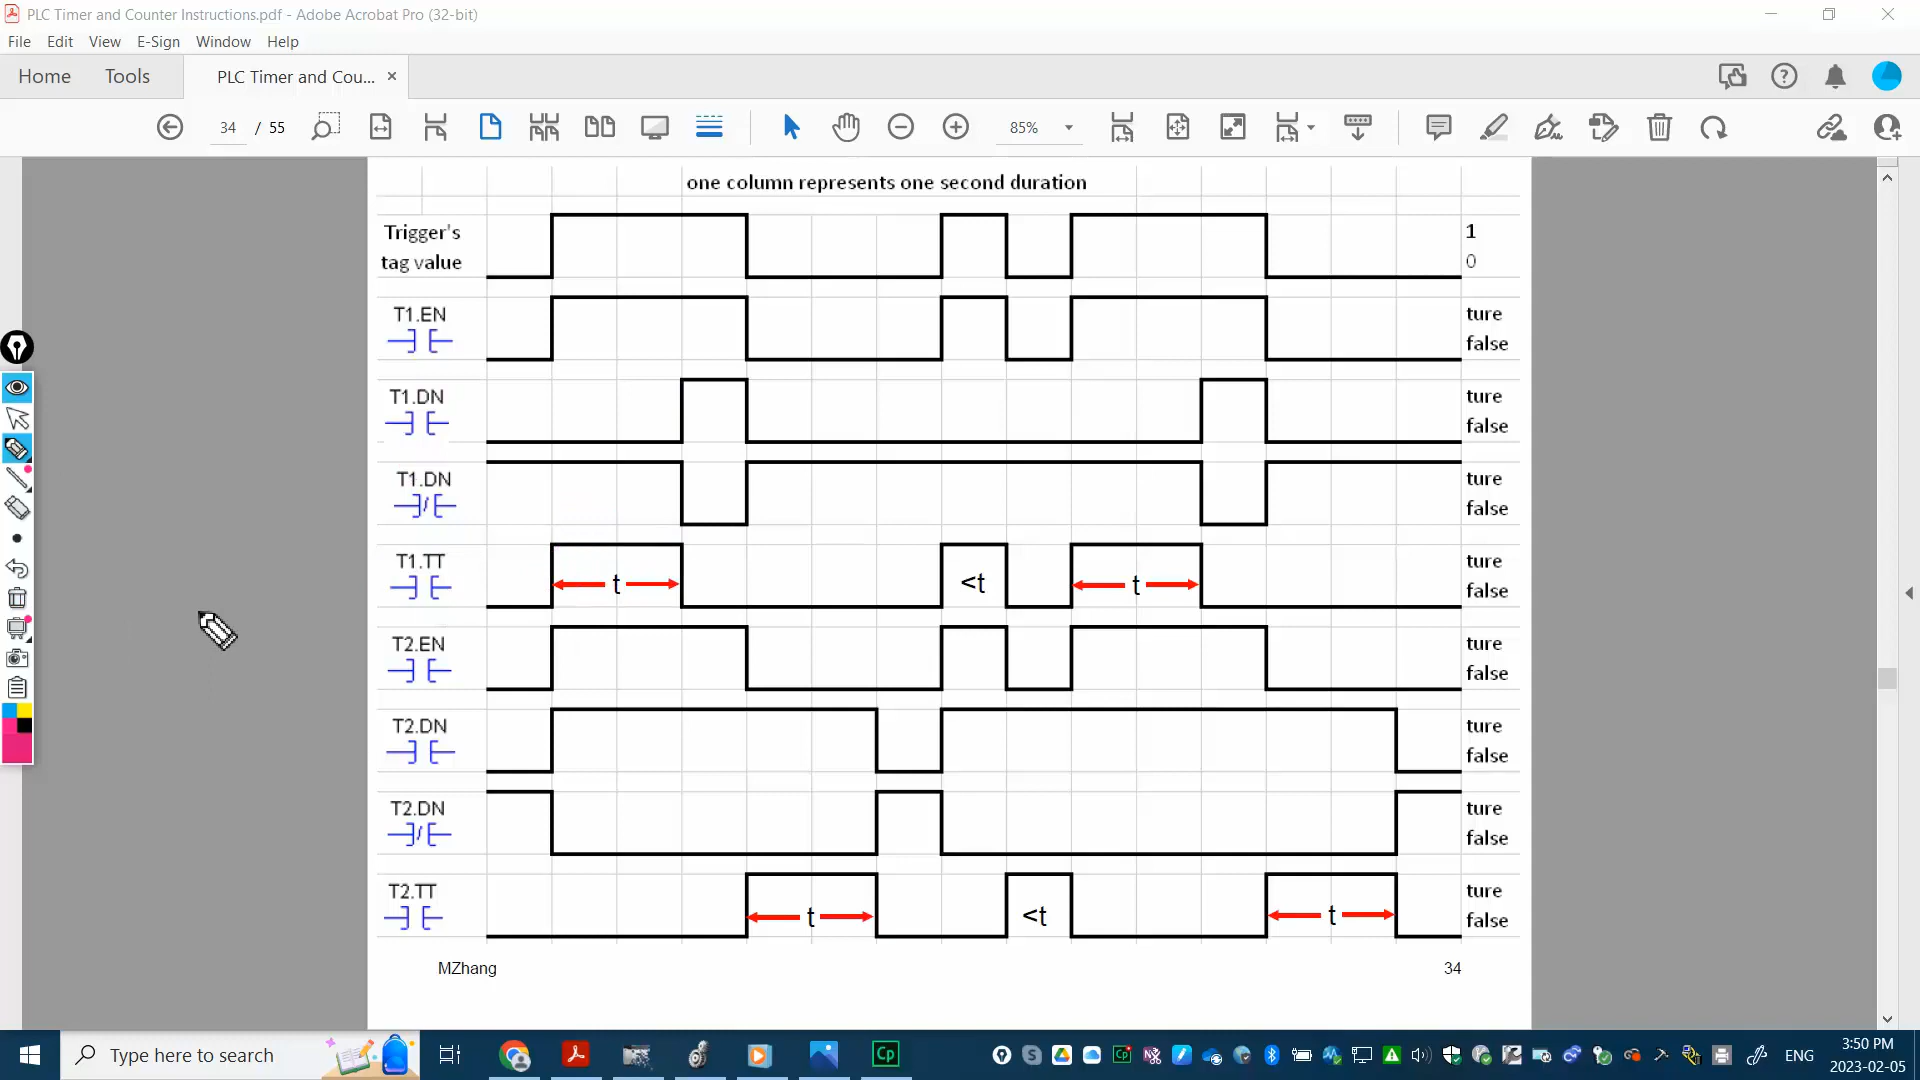 PLC Timer and Counter Instructions.pdf - Adobe Acrobat Pro (32-bit)
File Edit View E-Sign Window Help
Home Tools PLC Timer and Cou... ×
34 / 55 85%
one column represents one second duration
Trigger's
tag value
1
0
T1.EN
ture
false
T1.DN
ture
false
T1.DN
ture
false
T1.TT
t <t t
ture
false
T2.EN
ture
false
T2.DN
ture
false
T2.DN
ture
false
T2.TT
t <t t
ture
false
MZhang 34
Type here to search
Cp
ENG
3:50 PM
2023-02-05